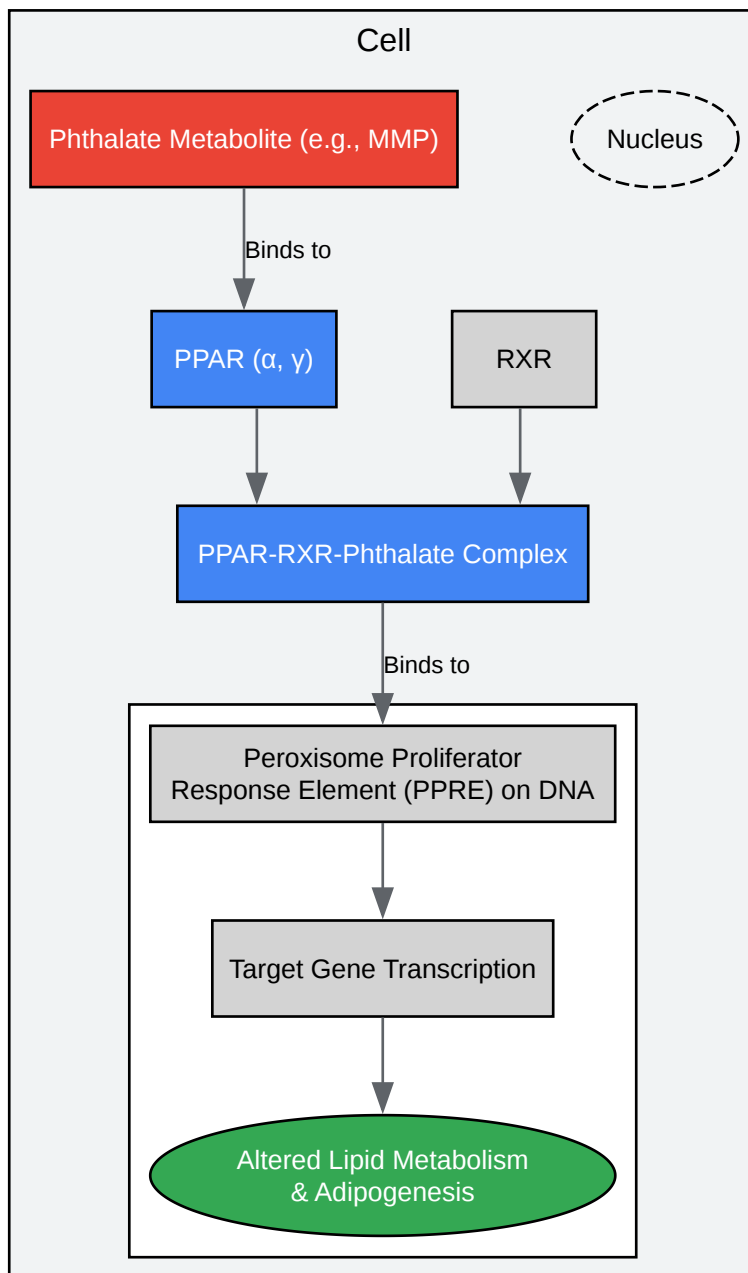 Cell
Phthalate Metabolite (e.g., MMP)
Nucleus
Binds to
PPAR (α, γ)
RXR
PPAR-RXR-Phthalate Complex
Binds to
Peroxisome Proliferator
Response Element (PPRE) on DNA
Target Gene Transcription
Altered Lipid Metabolism
& Adipogenesis